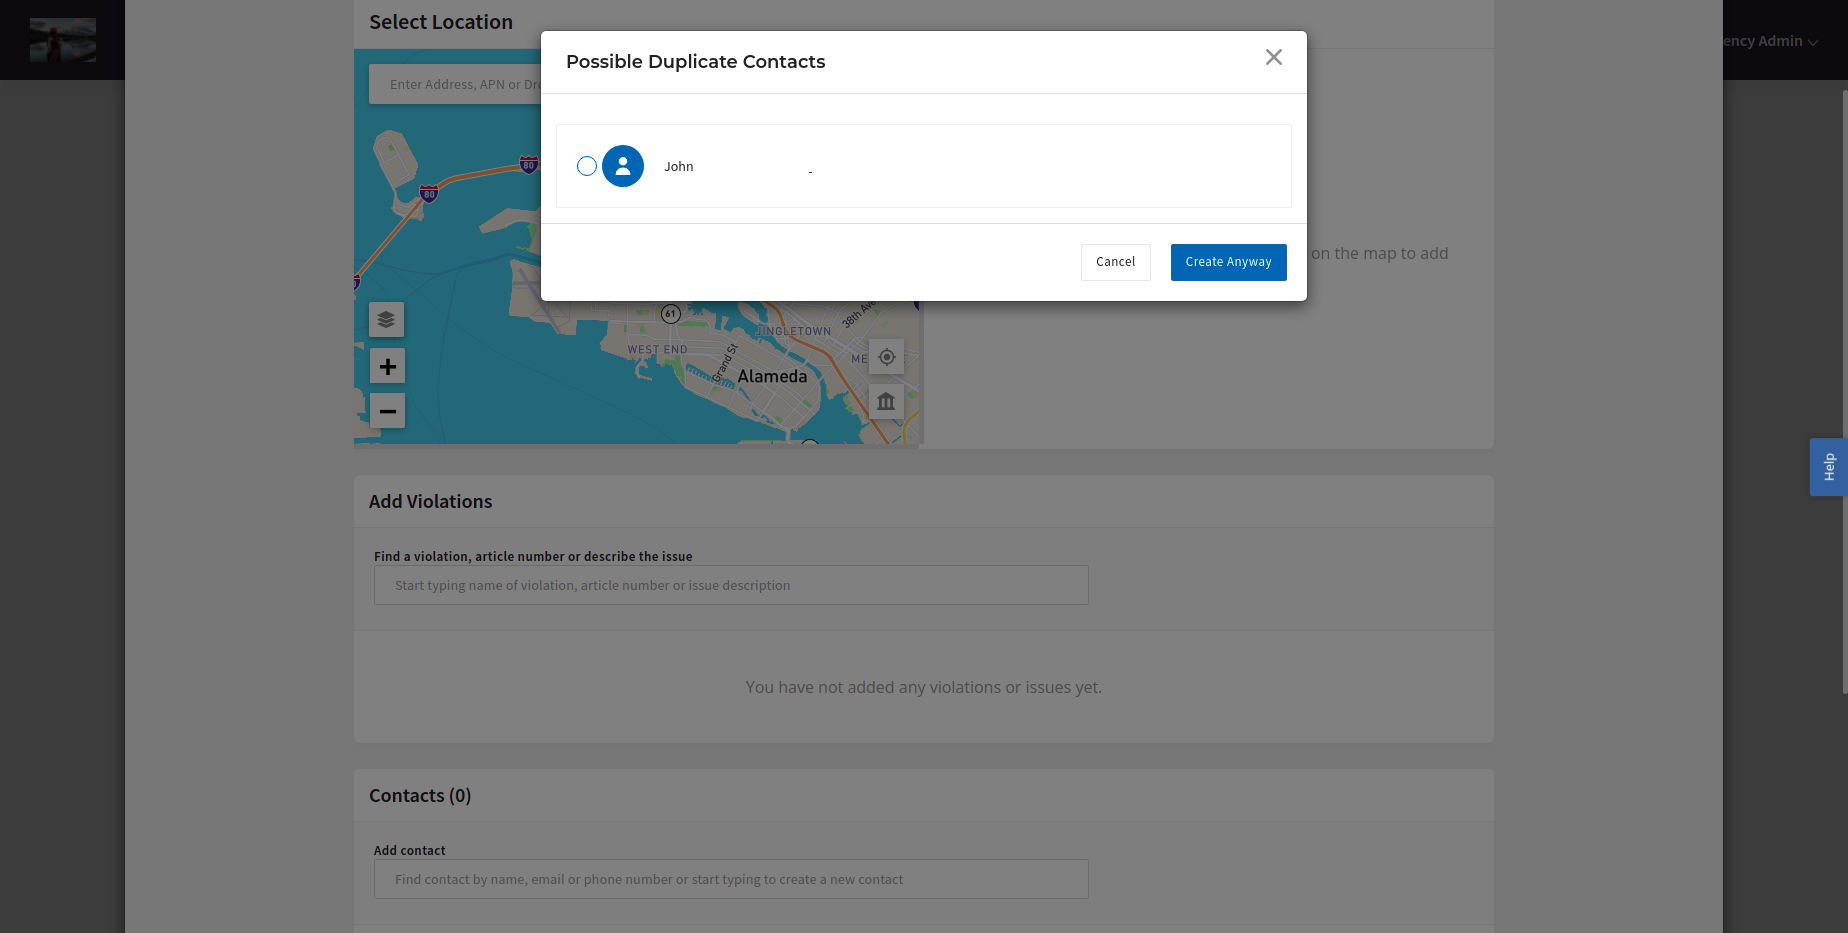 Select Location
ency Admin
Possible Duplicate Contacts
Enter Address, APN or Dr
John
-
on the map to add
Cancel
Create Anyway
80
80
61
38th Ave
JINGLETOWN
WEST END
Grand St
ME
Alameda
Help
Add Violations
Find a violation, article number or describe the issue
Start typing name of violation, article number or issue description
You have not added any violations or issues yet.
Contacts (0)
Add contact
Find contact by name, email or phone number or start typing to create a new contact